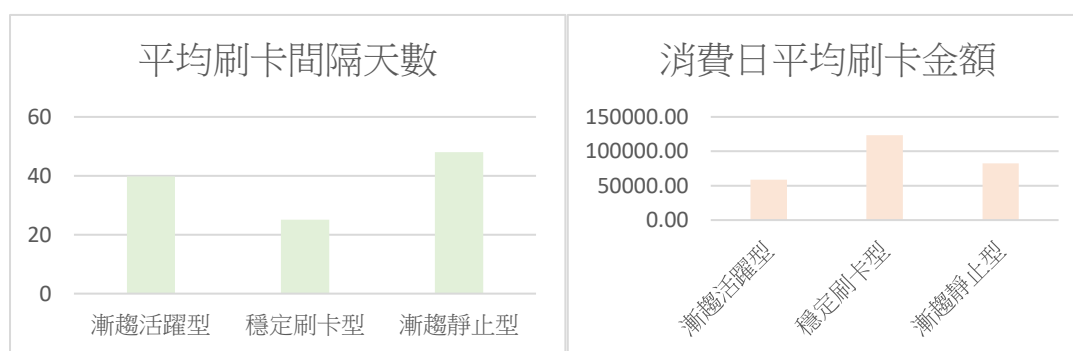 平均刷卡間隔天數
60
40
20
0
漸趨活躍型 穩定刷卡型 漸趨靜止型
消費日平均刷卡金額
150000.00
100000.00
50000.00
0.00
漸趨活躍型
穩定刷卡型
漸趨靜止型